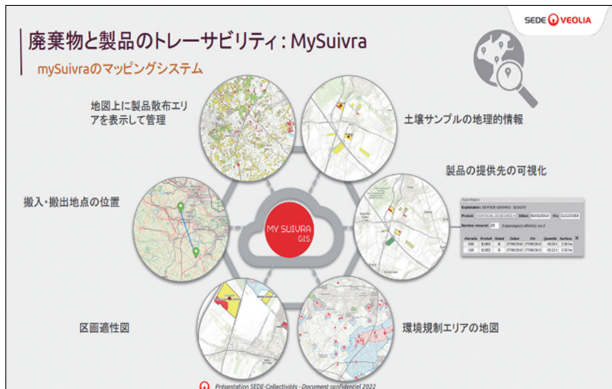 SEDE VEOLIA
廃棄物と製品のトレーサビリティ：MySuivra
mySuivraのマッピングシステム
地図上に製品散布エリ
アを表示して管理
土壌サンプルの地理的情報
製品の提供先の可視化
搬入・搬出地点の位置
MY SUIVRA
GIS
区画適性図
環境規制エリアの地図
Présentation SEDE-Collectivités - Document confidentiel 2022